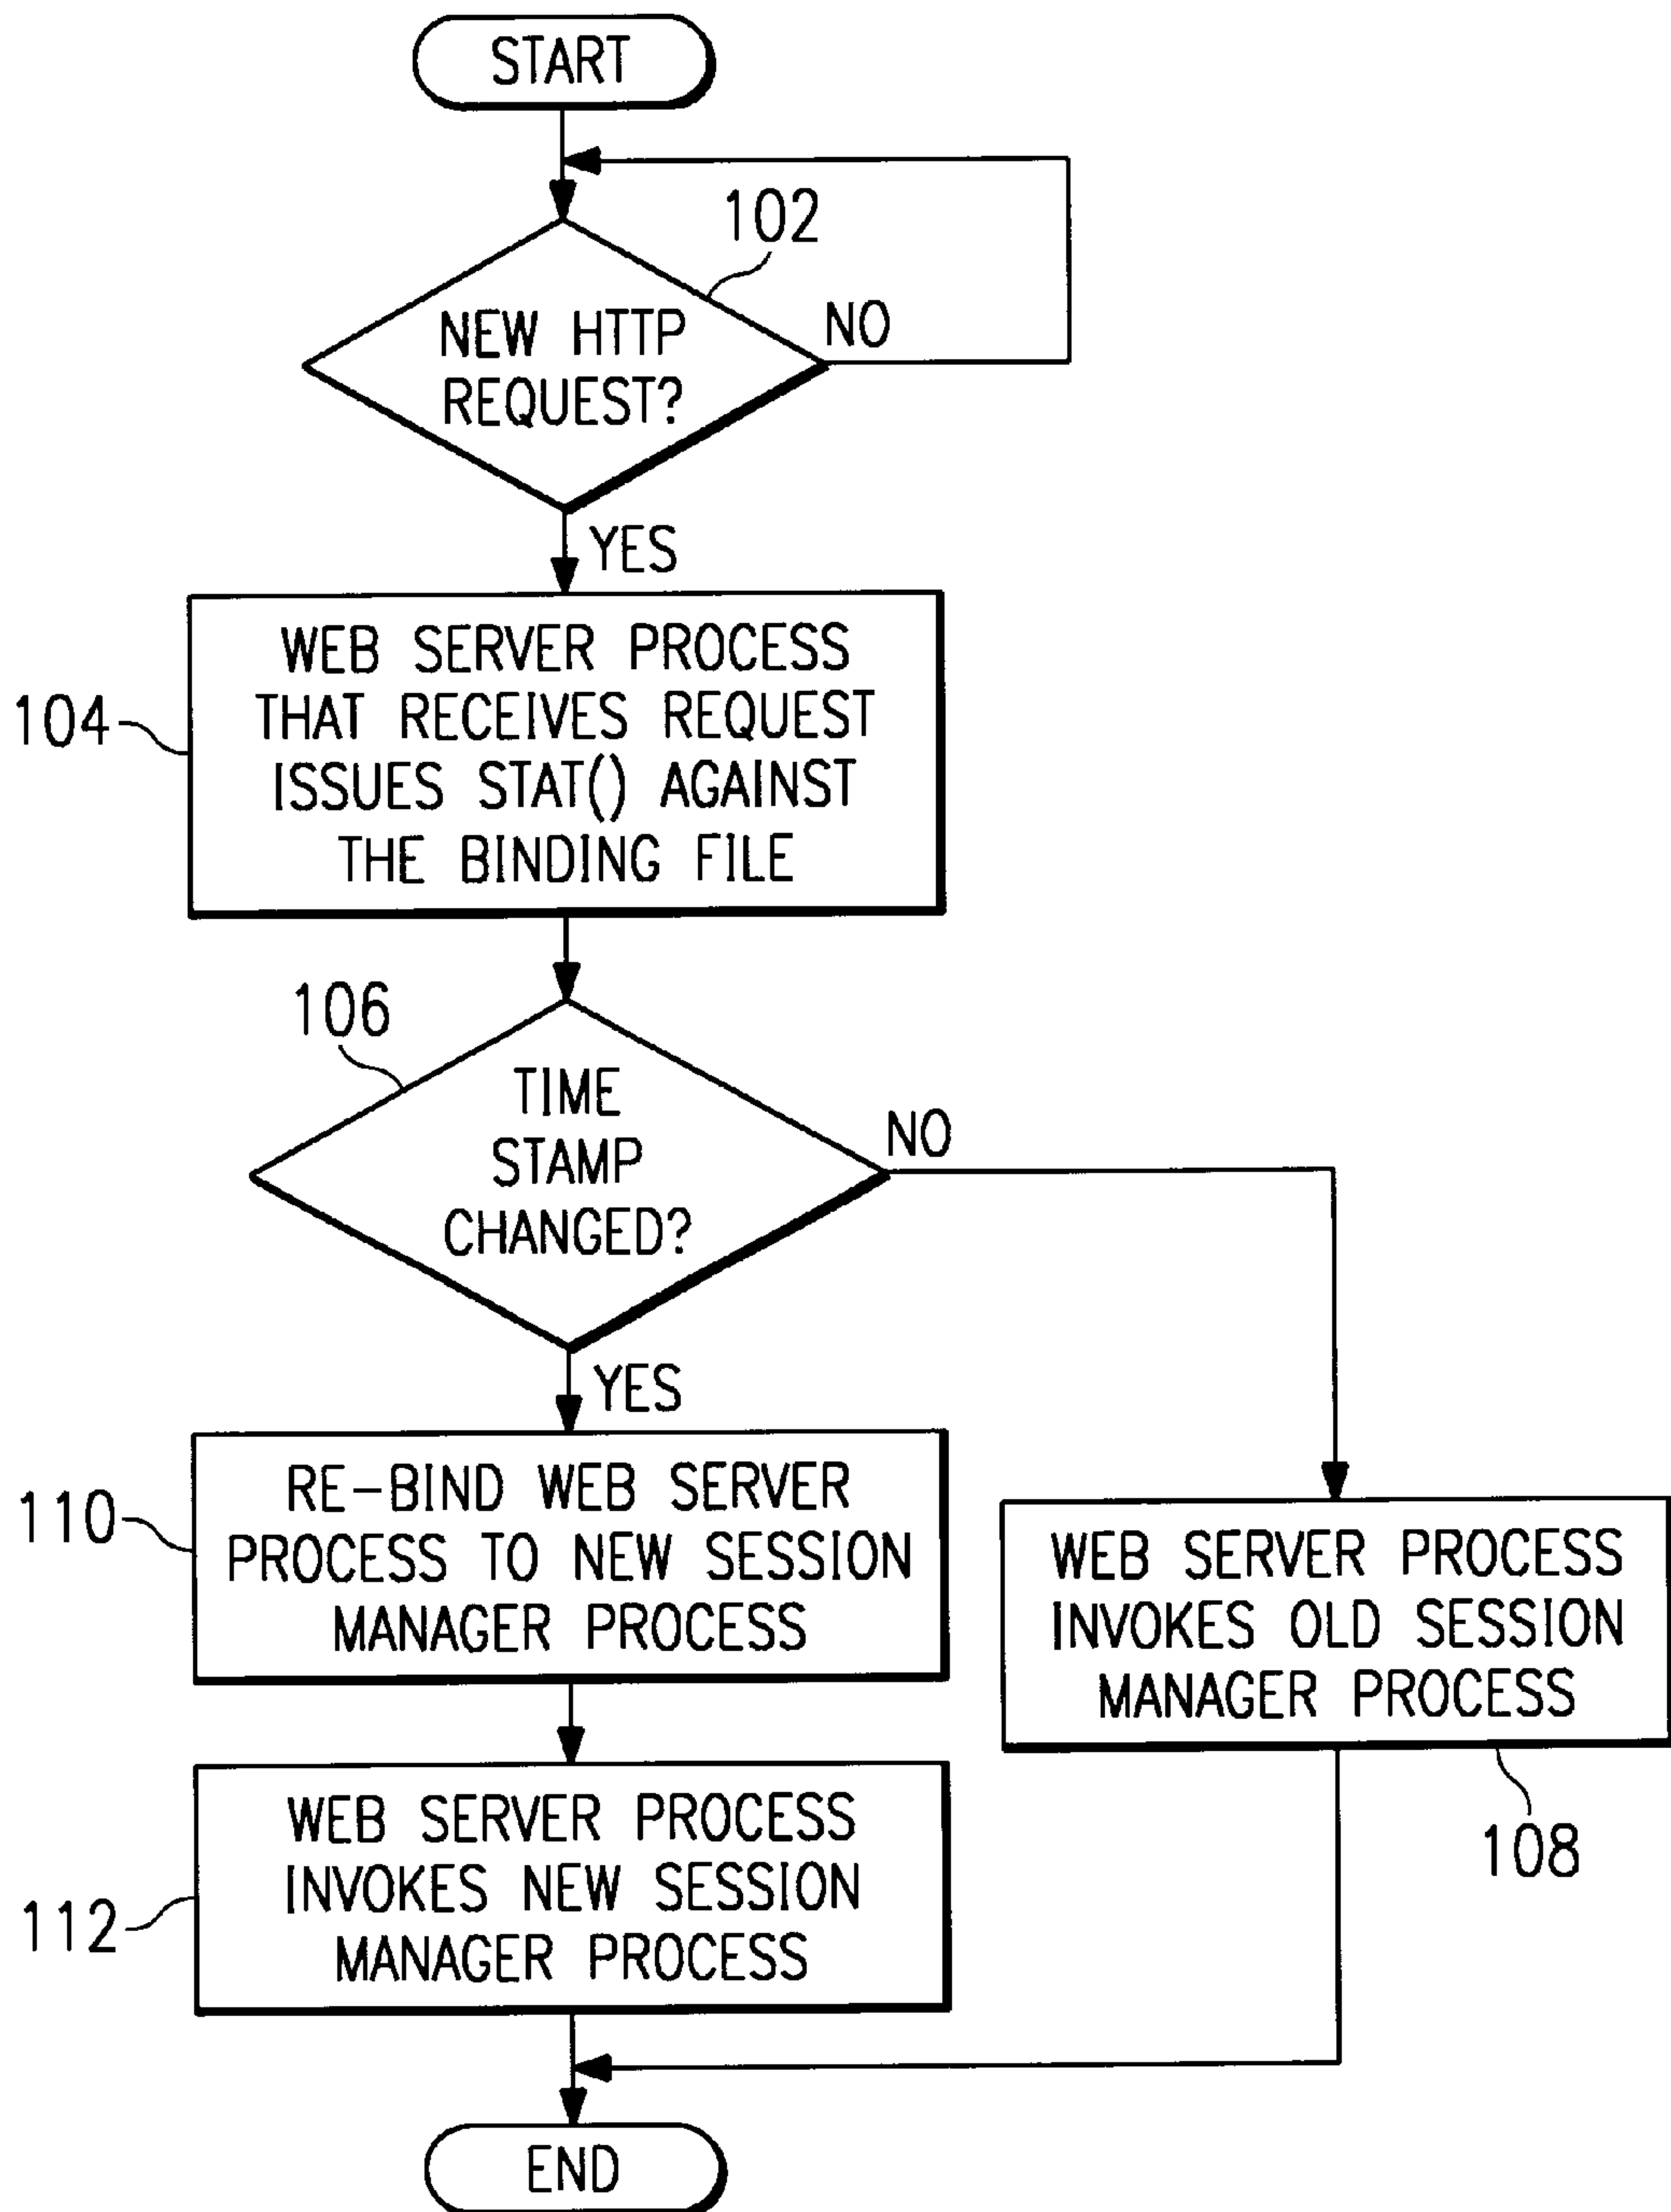 START
102
NEW HTTP
REQUEST?
NO
YES
104
WEB SERVER PROCESS
THAT RECEIVES REQUEST
ISSUES STAT() AGAINST
THE BINDING FILE
106
TIME
STAMP
CHANGED?
NO
YES
110
RE-BIND WEB SERVER
PROCESS TO NEW SESSION
MANAGER PROCESS
WEB SERVER PROCESS
INVOKES OLD SESSION
MANAGER PROCESS
108
112
WEB SERVER PROCESS
INVOKES NEW SESSION
MANAGER PROCESS
END